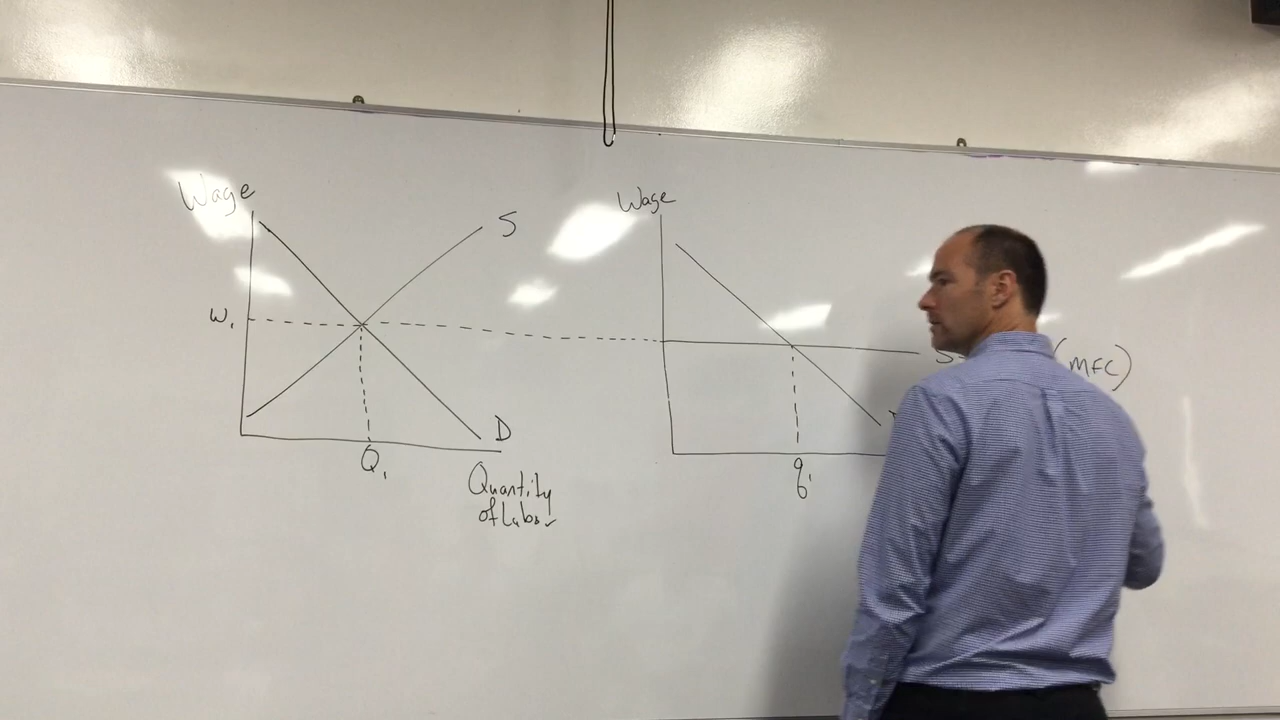 Wage
S
W₁
D
Q₁
Quantity
of Labor
Wage
S
(MFC)
q₁